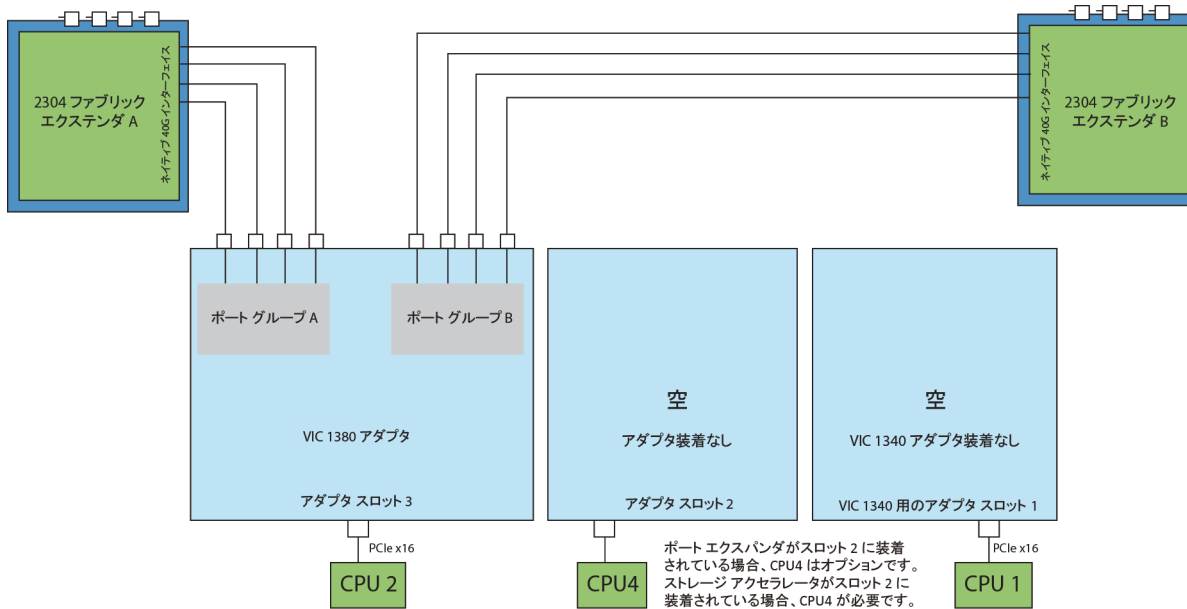 2304 ファブリック
エクステンダ A
ネイティブ 40G インターフェイス
2304 ファブリック
エクステンダ B
ネイティブ 40G インターフェイス
ポート グループ A
ポート グループ B
VIC 1380 アダプタ
アダプタ スロット 3
空
アダプタ装着なし
アダプタ スロット 2
空
VIC 1340 アダプタ装着なし
VIC 1340 用のアダプタ スロット 1
PCIe x16
CPU 2
CPU4
ポート エクスパンダがスロット 2 に装着
されている場合、CPU4 はオプションです。
ストレージ アクセラレータがスロット 2 に
装着されている場合、CPU4 が必要です。
PCIe x16
CPU 1